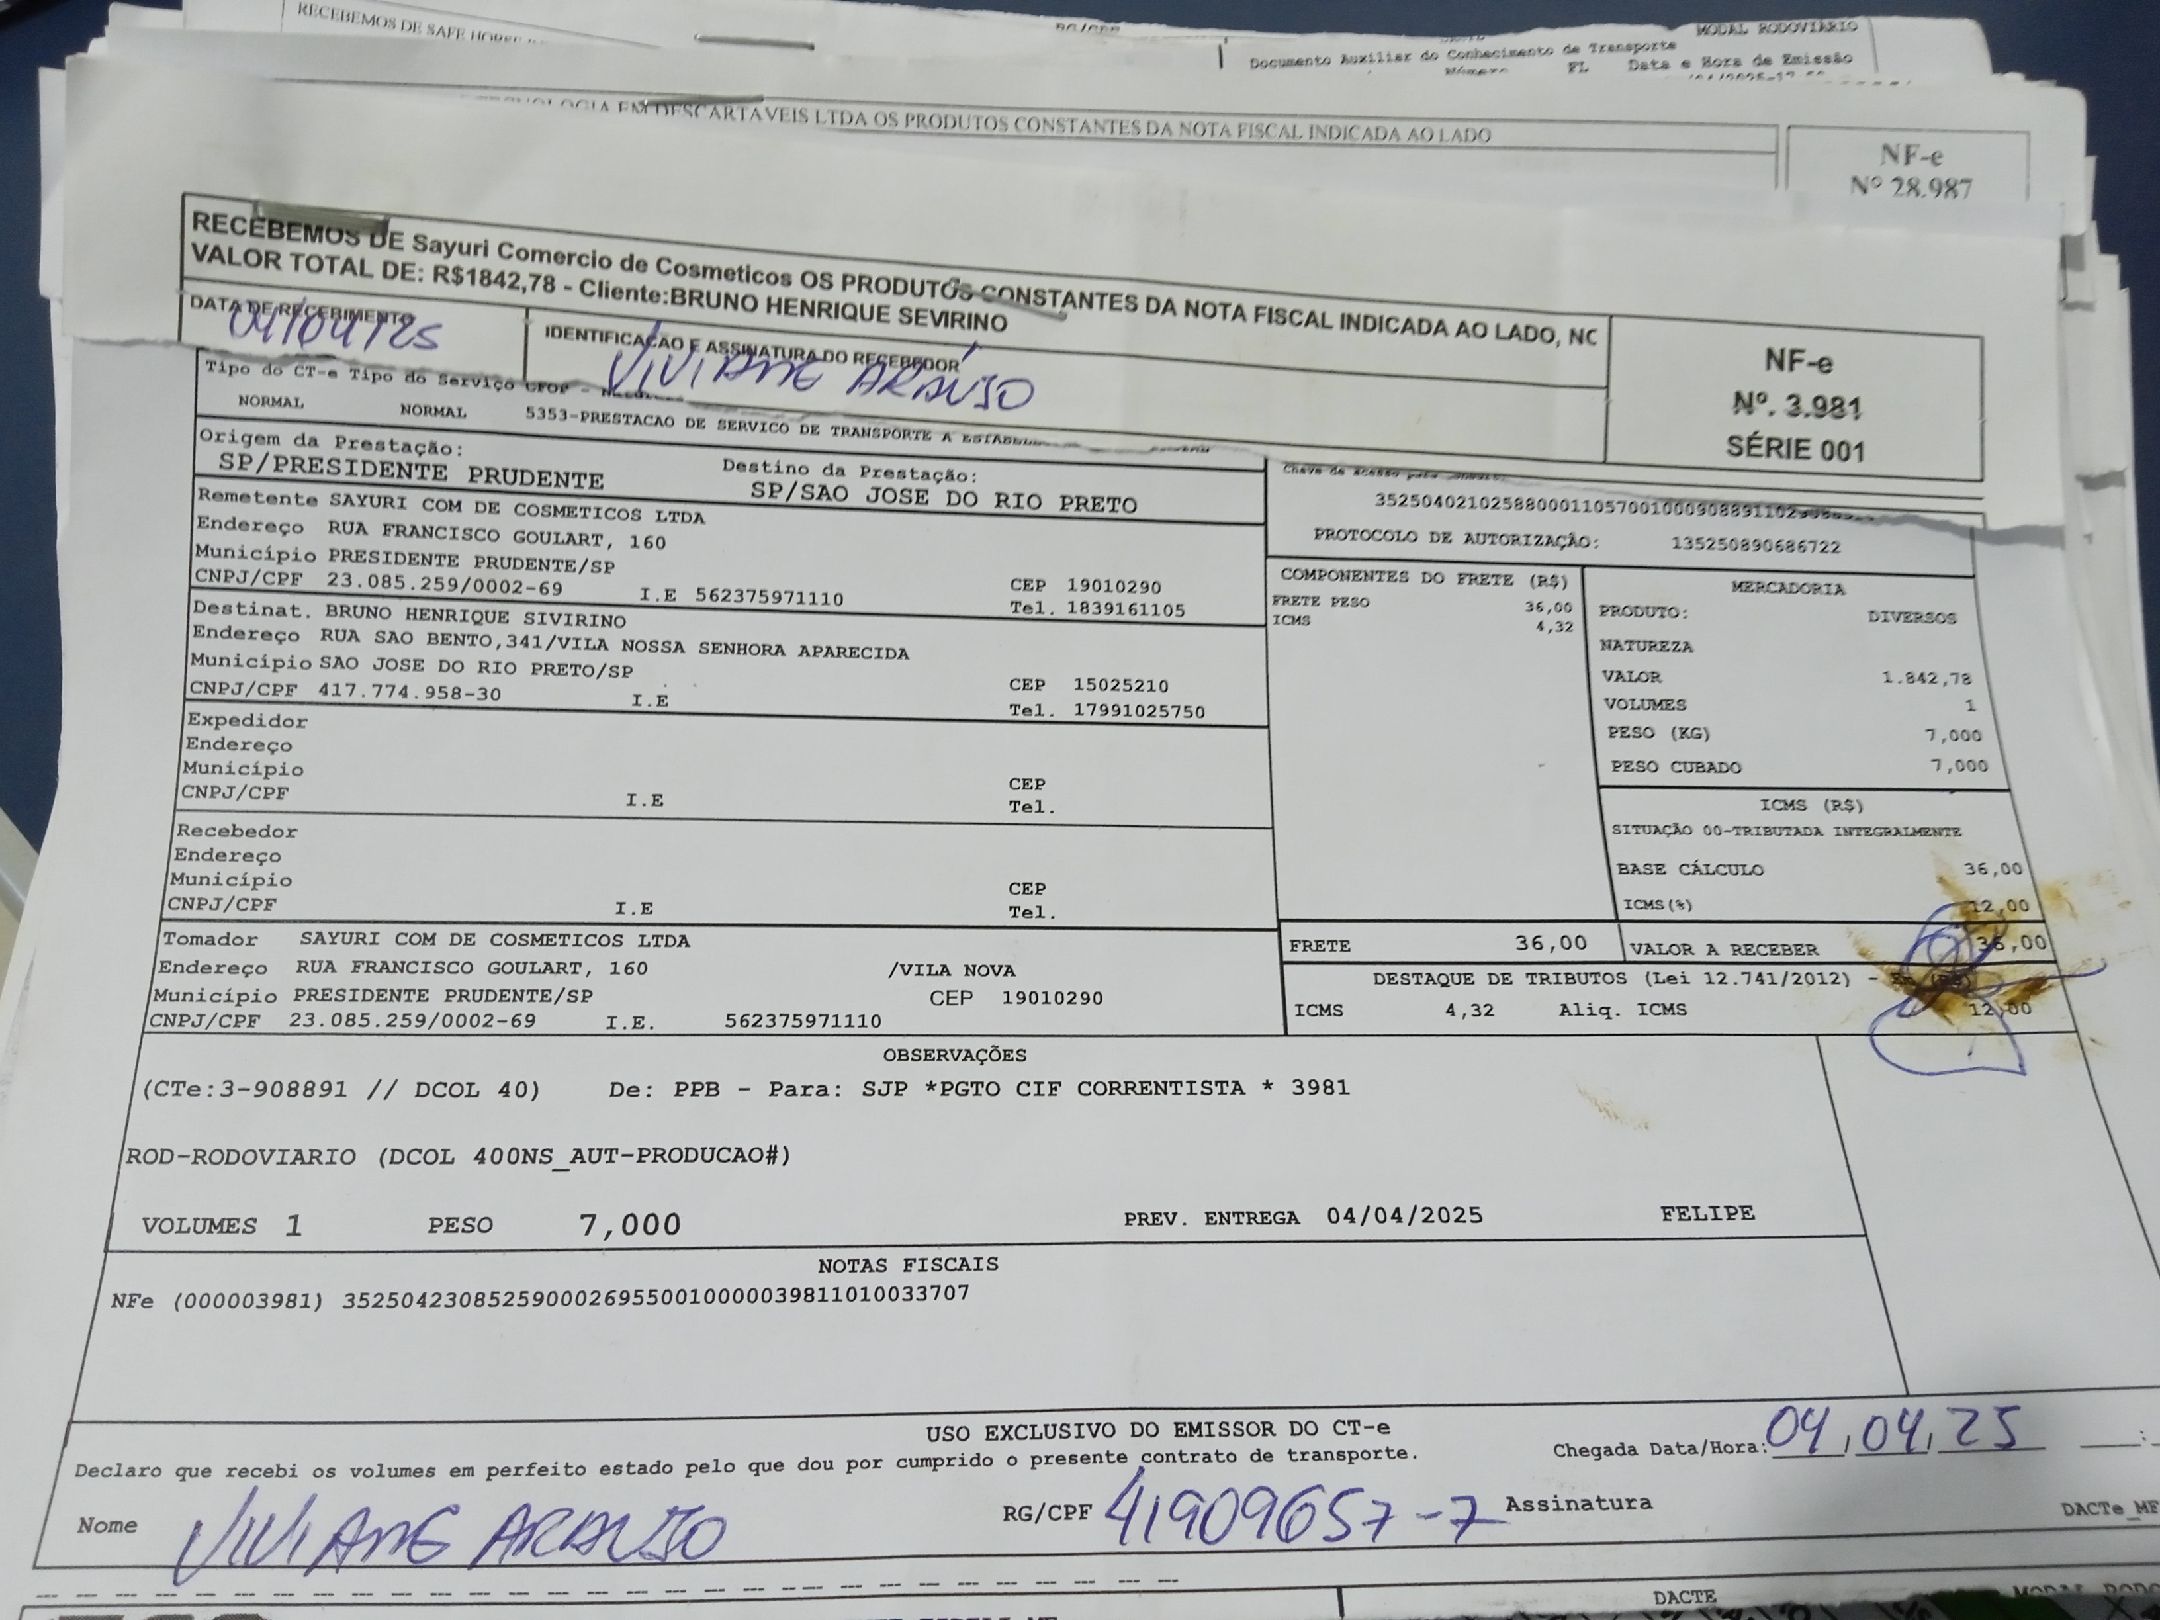 RECEBEMOS DE SAFE
RG/CPF
MODAL RODOVIÁRIO
Documento Auxiliar do Conhecimento de Transporte
Número FL Data e Hora de Emissão
EM DESCARTÁVEIS LTDA OS PRODUTOS CONSTANTES DA NOTA FISCAL INDICADA AO LADO
NF-e
Nº 28.987
RECEBEMOS DE Sayuri Comercio de Cosmeticos OS PRODUTOS CONSTANTES DA NOTA FISCAL INDICADA AO LADO, NO
VALOR TOTAL DE: R$1842,78 - Cliente:BRUNO HENRIQUE SEVIRINO
DATA DE RECEBIMENTO
04/04/25
IDENTIFICAÇÃO E ASSINATURA DO RECEBEDOR
VIVIANE ARAUJO
NF-e
Nº. 3.981
SÉRIE 001
Tipo do CT-e Tipo do Serviço CFOP -
NORMAL NORMAL 5353-PRESTACAO DE SERVICO DE TRANSPORTE A
Origem da Prestação:
SP/PRESIDENTE PRUDENTE
Destino da Prestação:
SP/SAO JOSE DO RIO PRETO
Remetente SAYURI COM DE COSMETICOS LTDA
Endereço RUA FRANCISCO GOULART, 160
Município PRESIDENTE PRUDENTE/SP CEP 19010290
CNPJ/CPF 23.085.259/0002-69 I.E 562375971110 Tel. 1839161105
Destinat. BRUNO HENRIQUE SIVIRINO
Endereço RUA SAO BENTO,341/VILA NOSSA SENHORA APARECIDA
Município SAO JOSE DO RIO PRETO/SP CEP 15025210
CNPJ/CPF 417.774.958-30 I.E Tel. 17991025750
Expedidor
Endereço
Município CEP
CNPJ/CPF I.E Tel.
Recebedor
Endereço
Município CEP
CNPJ/CPF I.E Tel.
Tomador SAYURI COM DE COSMETICOS LTDA
Endereço RUA FRANCISCO GOULART, 160 /VILA NOVA
Município PRESIDENTE PRUDENTE/SP CEP 19010290
CNPJ/CPF 23.085.259/0002-69 I.E. 562375971110
Chave de acesso para
PROTOCOLO DE AUTORIZAÇÃO: 135250890686722
COMPONENTES DO FRETE (R$)
FRETE PESO 36,00
ICMS 4,32
MERCADORIA
PRODUTO: DIVERSOS
NATUREZA
VALOR 1.842,78
VOLUMES 1
PESO (KG) 7,000
PESO CUBADO 7,000
ICMS (R$)
SITUAÇÃO 00-TRIBUTADA INTEGRALMENTE
BASE CÁLCULO 36,00
ICMS(%) 12,00
FRETE 36,00 VALOR A RECEBER 36,00
DESTAQUE DE TRIBUTOS (Lei 12.741/2012) - Em (R$)
ICMS 4,32 Aliq. ICMS 12,00
OBSERVAÇÕES
(CTe:3-908891 // DCOL 40) De: PPB - Para: SJP *PGTO CIF CORRENTISTA * 3981
ROD-RODOVIARIO (DCOL 400NS_AUT-PRODUCAO#)
VOLUMES 1 PESO 7,000 PREV. ENTREGA 04/04/2025 FELIPE
NOTAS FISCAIS
NFe (000003981) 35250423085259000269550010000039811010033707
USO EXCLUSIVO DO EMISSOR DO CT-e
Declaro que recebi os volumes em perfeito estado pelo que dou por cumprido o presente contrato de transporte.
Chegada Data/Hora: 04/04/25
Nome VIVIANE ARAUJO RG/CPF 41909657-7 Assinatura
DACTe_ME
DACTE